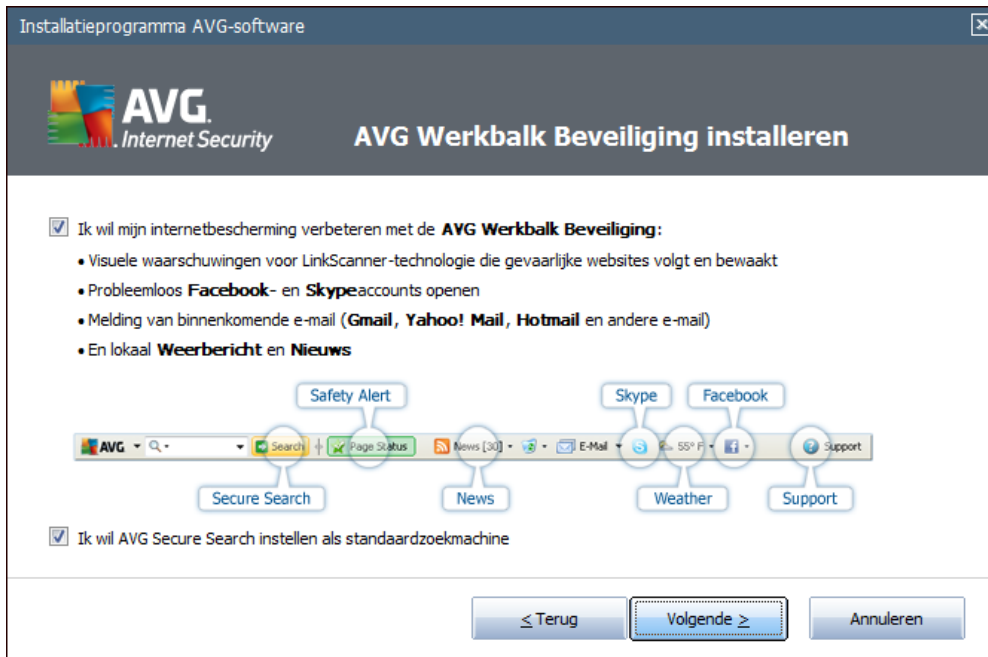 Installatieprogramma AVG-software
AVG.
Internet Security
AVG Werkbalk Beveiliging installeren
Ik wil mijn internetbescherming verbeteren met de AVG Werkbalk Beveiliging:
• Visuele waarschuwingen voor LinkScanner-technologie die gevaarlijke websites volgt en bewaakt
• Probleemloos Facebook- en Skypeaccounts openen
• Melding van binnenkomende e-mail (Gmail, Yahoo! Mail, Hotmail en andere e-mail)
• En lokaal Weerbericht en Nieuws
Safety Alert Skype Facebook
AVG Search Page Status News [30] E-Mail 55° F Support
Secure Search News Weather Support
Ik wil AVG Secure Search instellen als standaardzoekmachine
< Terug Volgende > Annuleren